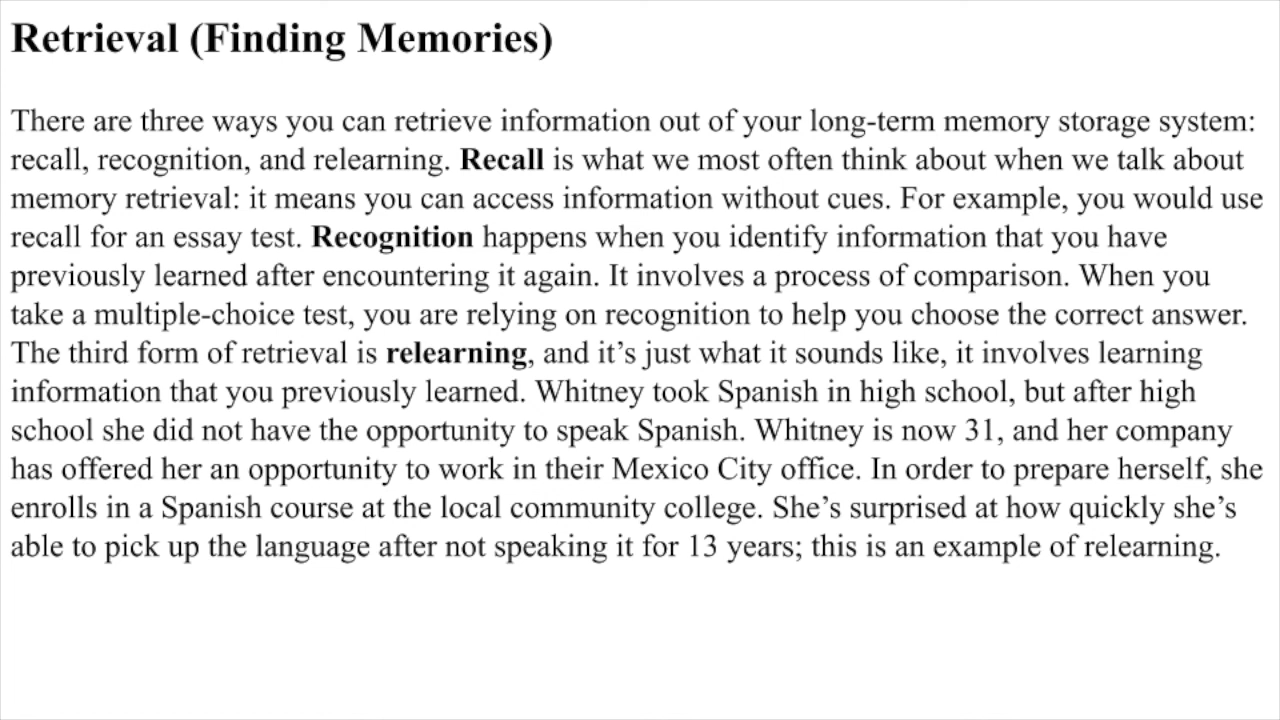 Retrieval (Finding Memories)
There are three ways you can retrieve information out of your long-term memory storage system:
recall, recognition, and relearning. Recall is what we most often think about when we talk about
memory retrieval: it means you can access information without cues. For example, you would use
recall for an essay test. Recognition happens when you identify information that you have
previously learned after encountering it again. It involves a process of comparison. When you
take a multiple-choice test, you are relying on recognition to help you choose the correct answer.
The third form of retrieval is relearning, and it’s just what it sounds like, it involves learning
information that you previously learned. Whitney took Spanish in high school, but after high
school she did not have the opportunity to speak Spanish. Whitney is now 31, and her company
has offered her an opportunity to work in their Mexico City office. In order to prepare herself, she
enrolls in a Spanish course at the local community college. She’s surprised at how quickly she’s
able to pick up the language after not speaking it for 13 years; this is an example of relearning.